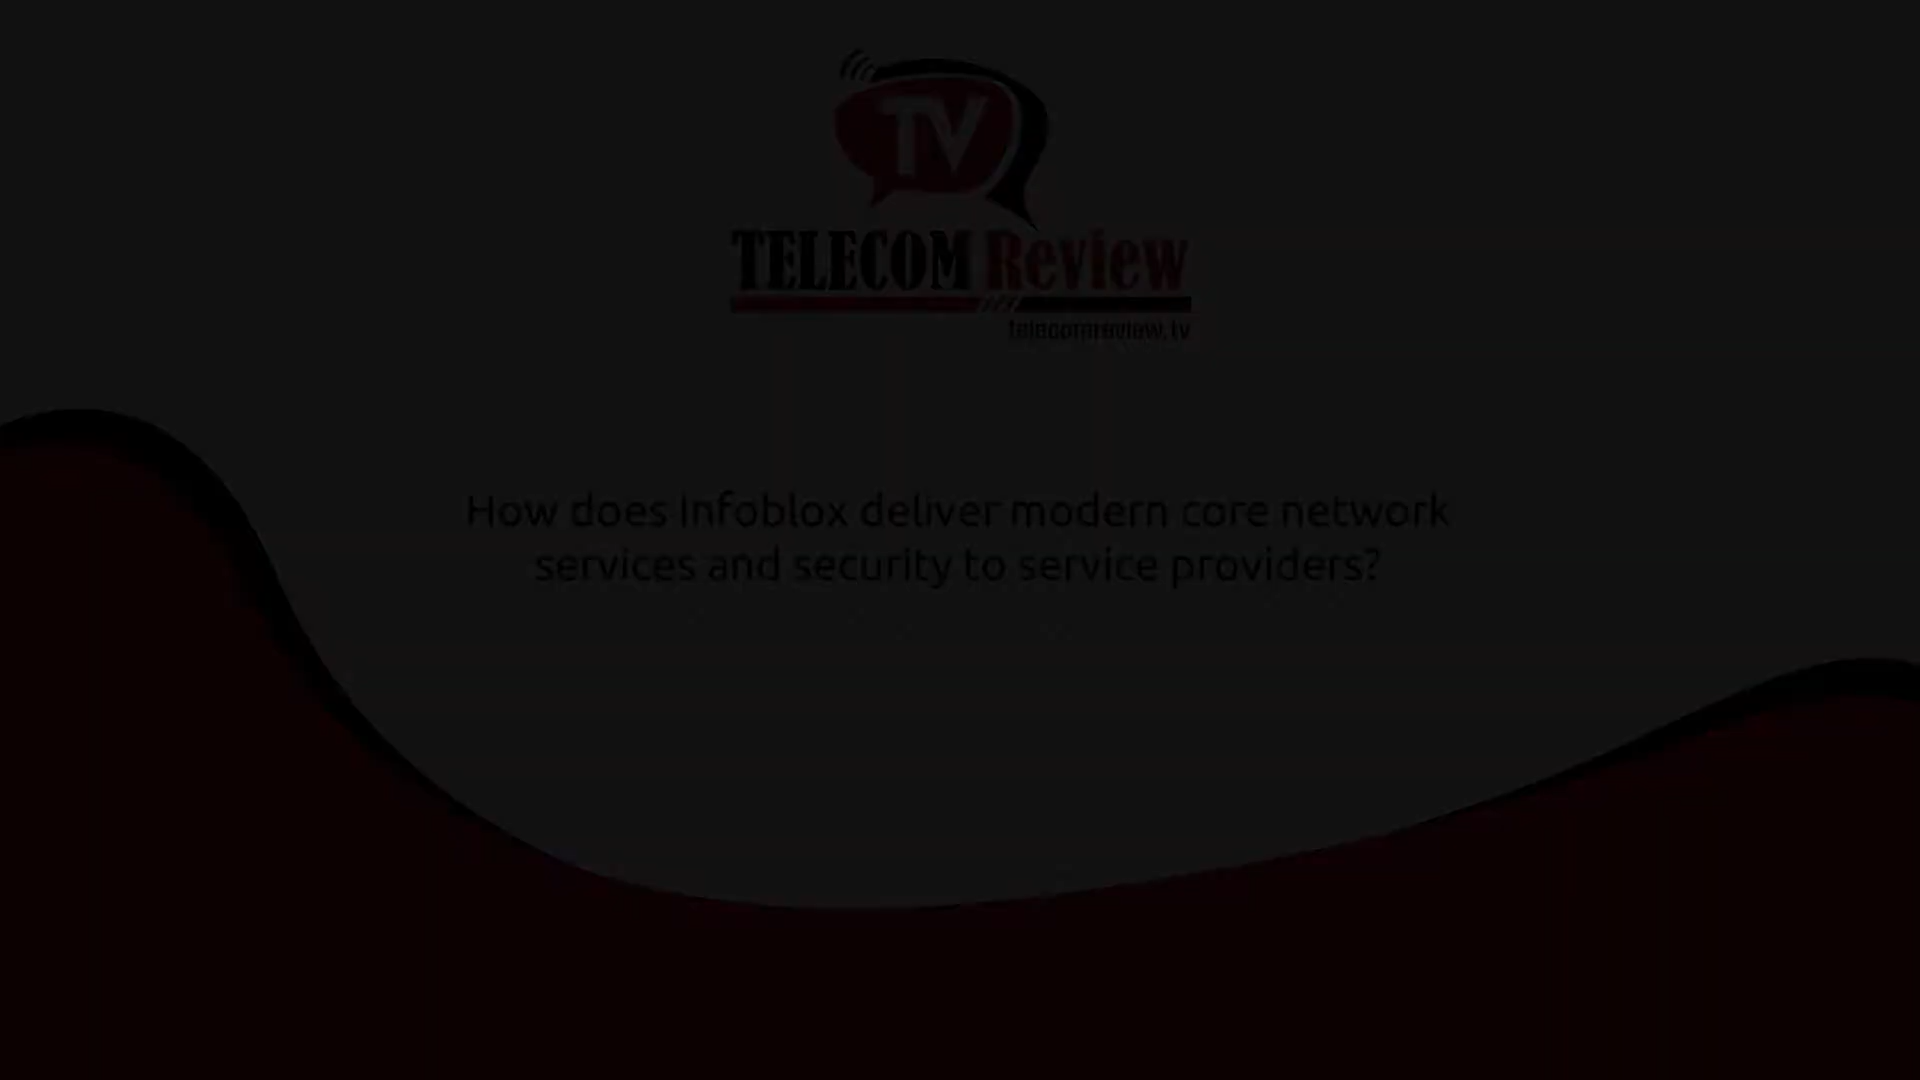 TV
TELECOM Review
telecomreview.tv
How does Infoblox deliver modern core network
services and security to service providers?